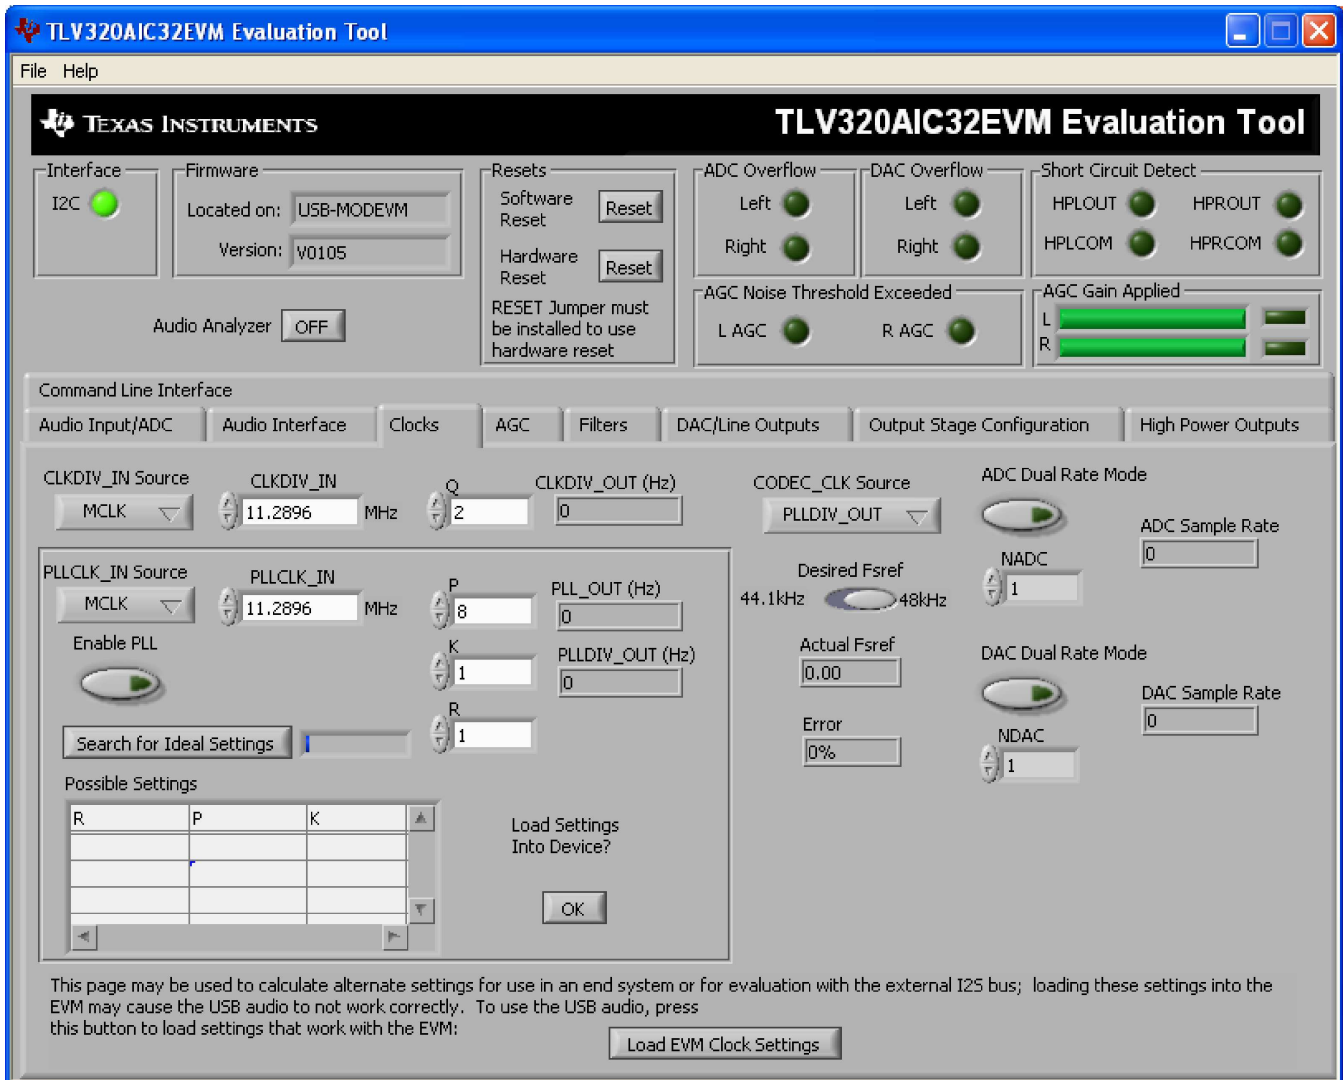 TLV320AIC32EVM Evaluation Tool
File Help
TEXAS INSTRUMENTS
TLV320AIC32EVM Evaluation Tool
Interface
I2C
Firmware
Located on: USB-MODEVM
Version: V0105
Audio Analyzer OFF
Resets
Software
Reset
Reset
Hardware
Reset
Reset
RESET Jumper must
be installed to use
hardware reset
ADC Overflow
Left
Right
DAC Overflow
Left
Right
Short Circuit Detect
HPLOUT HPROUT
HPLCOM HPRCOM
AGC Noise Threshold Exceeded
L AGC R AGC
AGC Gain Applied
L
R
Command Line Interface
Audio Input/ADC Audio Interface Clocks AGC Filters DAC/Line Outputs Output Stage Configuration High Power Outputs
CLKDIV_IN Source
MCLK
CLKDIV_IN
11.2896 MHz
Q
2
CLKDIV_OUT (Hz)
0
PLLCLK_IN Source
MCLK
PLLCLK_IN
11.2896 MHz
P
8
PLL_OUT (Hz)
0
Enable PLL
K
1
PLLDIV_OUT (Hz)
0
R
1
Search for Ideal Settings
Possible Settings
R P K
Load Settings
Into Device?
OK
CODEC_CLK Source
PLLDIV_OUT
Desired Fsref
44.1kHz 48kHz
Actual Fsref
0.00
Error
0%
ADC Dual Rate Mode
NADC
1
ADC Sample Rate
0
DAC Dual Rate Mode
NDAC
1
DAC Sample Rate
0
This page may be used to calculate alternate settings for use in an end system or for evaluation with the external I2S bus; loading these settings into the
EVM may cause the USB audio to not work correctly. To use the USB audio, press
this button to load settings that work with the EVM:
Load EVM Clock Settings